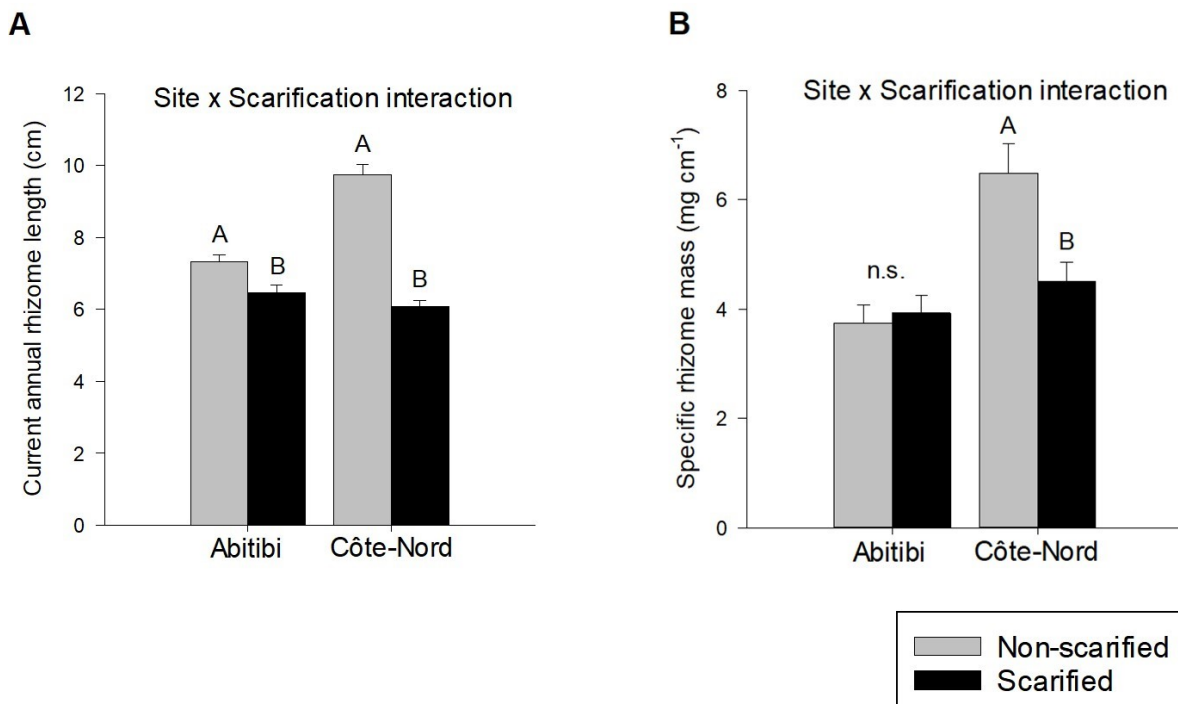 A
Site x Scarification interaction
Current annual rhizome length (cm)
12
10
8
6
4
2
0
A
B
A
B
Abitibi
Côte-Nord
B
Site x Scarification interaction
Specific rhizome mass (mg cm⁻¹)
8
6
4
2
0
n.s.
A
B
Abitibi
Côte-Nord
Non-scarified
Scarified